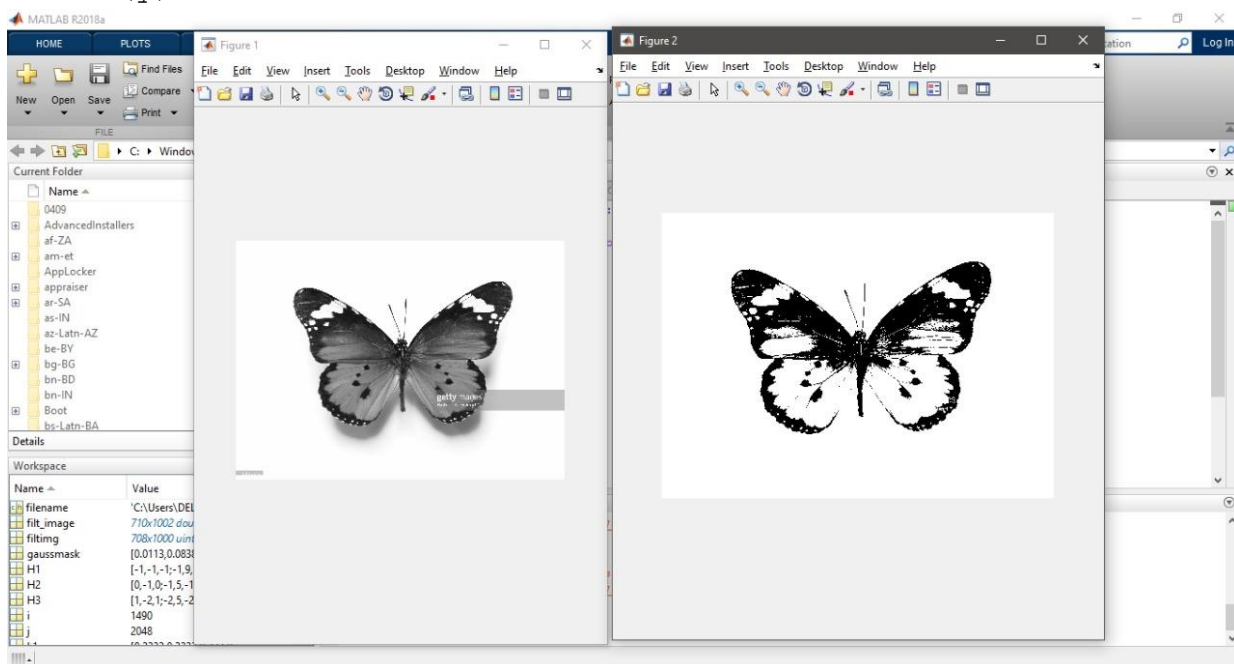 MATLAB R2018a
HOME PLOTS
Log In
New Open Save
Find Files
Compare
Print
FILE
C: Window
Current Folder
Name
0409
AdvancedInstallers
af-ZA
am-et
AppLocker
appraiser
ar-SA
as-IN
az-Latn-AZ
be-BY
bg-BG
bn-BD
bn-IN
Boot
bs-Latn-BA
Details
Workspace
Name Value
filename 'C:\Users\DEL
filt_image 710x1002 dou
filtimg 708x1000 uint
gaussmask [0.0113,0.0838
H1 [-1,-1,-1;-1,9,
H2 [0,-1,0;-1,5,-1
H3 [1,-2,1;-2,5,-2
i 1490
j 2048
Figure 1
File Edit View Insert Tools Desktop Window Help
getty images
Figure 2
File Edit View Insert Tools Desktop Window Help